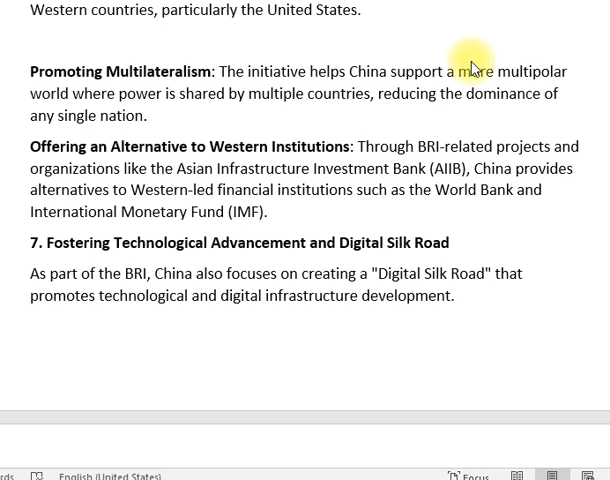 Western countries, particularly the United States.
Promoting Multilateralism: The initiative helps China support a more multipolar
world where power is shared by multiple countries, reducing the dominance of
any single nation.
Offering an Alternative to Western Institutions: Through BRI-related projects and
organizations like the Asian Infrastructure Investment Bank (AIIB), China provides
alternatives to Western-led financial institutions such as the World Bank and
International Monetary Fund (IMF).
7. Fostering Technological Advancement and Digital Silk Road
As part of the BRI, China also focuses on creating a "Digital Silk Road" that
promotes technological and digital infrastructure development.
rds English (United States) Focus